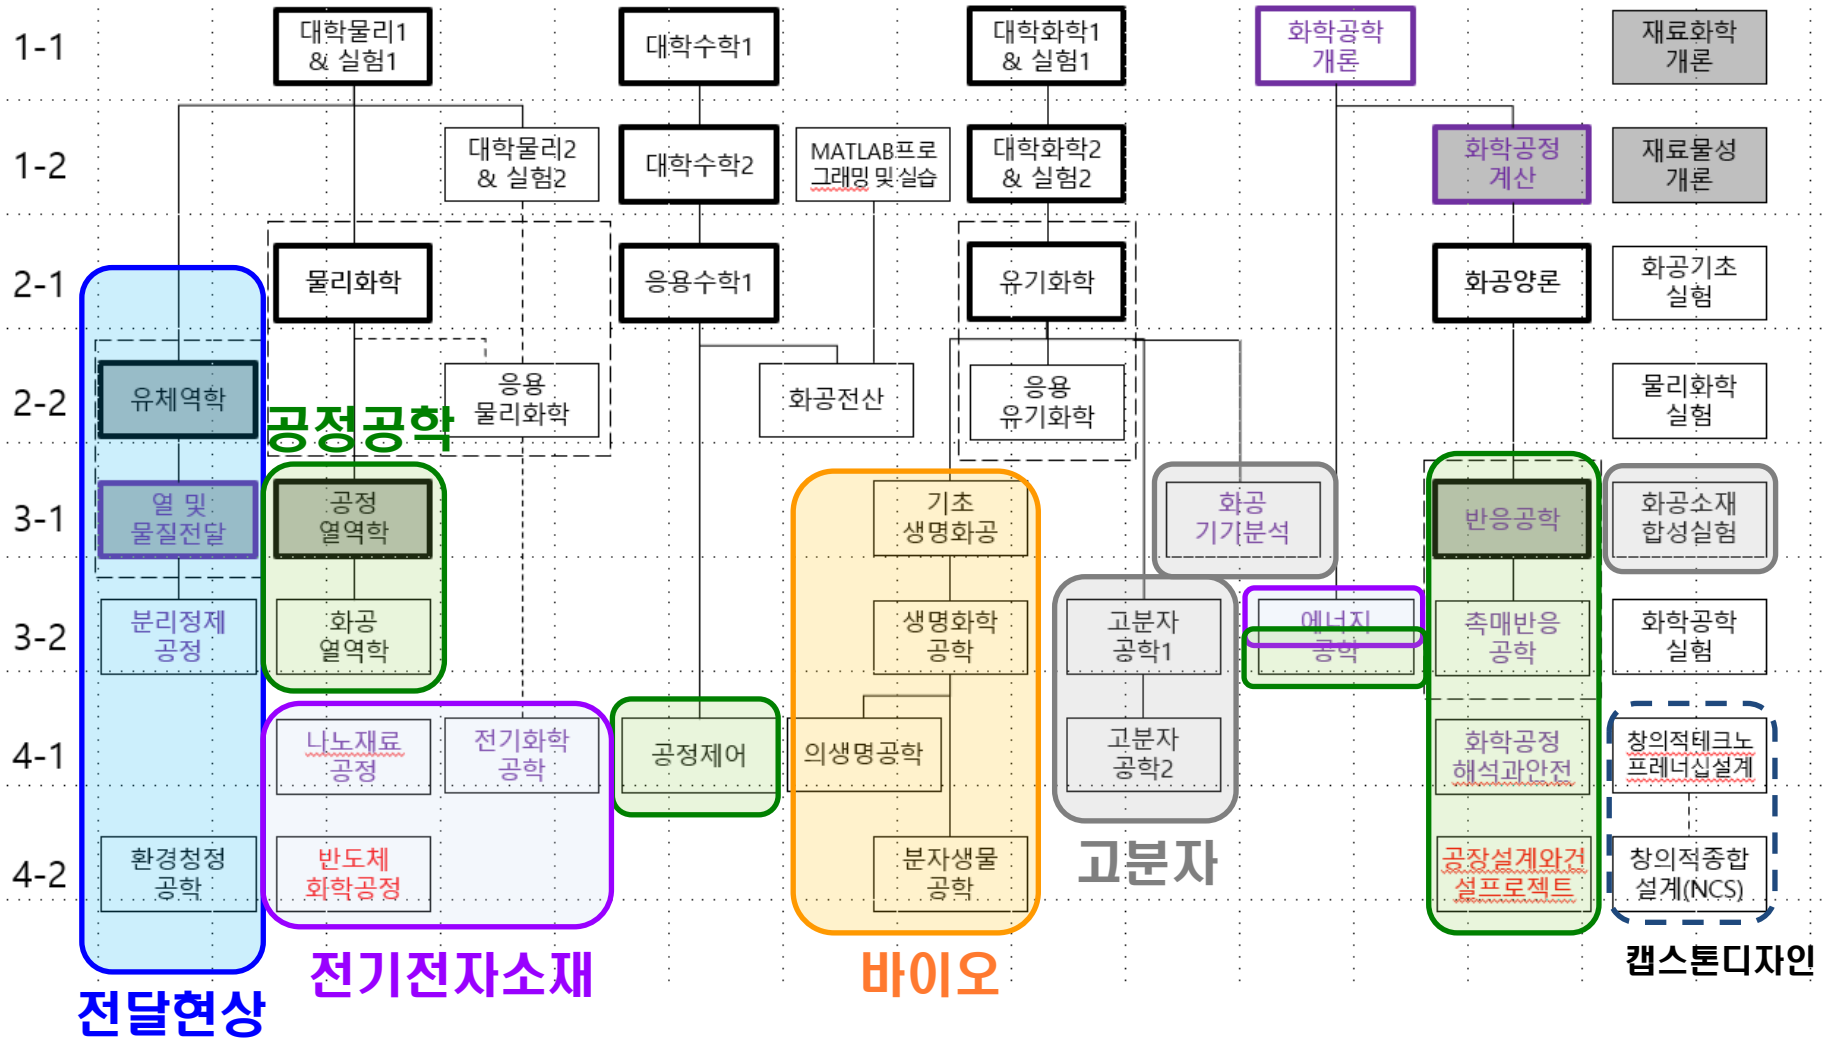 1-1
대학물리1
& 실험1
대학수학1
대학화학1
& 실험1
화학공학
개론
재료화학
개론
1-2
대학물리2
& 실험2
대학수학2
MATLAB프로
그래밍 및 실습
대학화학2
& 실험2
화학공정
계산
재료물성
개론
2-1
물리화학
응용수학1
유기화학
화공양론
화공기초
실험
2-2
유체역학
응용
물리화학
화공전산
응용
유기화학
물리화학
실험
공정공학
3-1
열 및
물질전달
공정
열역학
기초
생명화공
화공
기기분석
반응공학
화공소재
합성실험
3-2
분리정제
공정
화공
열역학
생명화학
공학
고분자
공학1
에너지
공학
촉매반응
공학
화학공학
실험
4-1
나노재료
공정
전기화학
공학
공정제어
의생명공학
고분자
공학2
화학공정
해석과안전
창의적테크노
프레너십설계
4-2
환경청정
공학
반도체
화학공정
분자생물
공학
고분자
공장설계와건
설프로젝트
창의적종합
설계(NCS)
전달현상
전기전자소재
바이오
캡스톤디자인